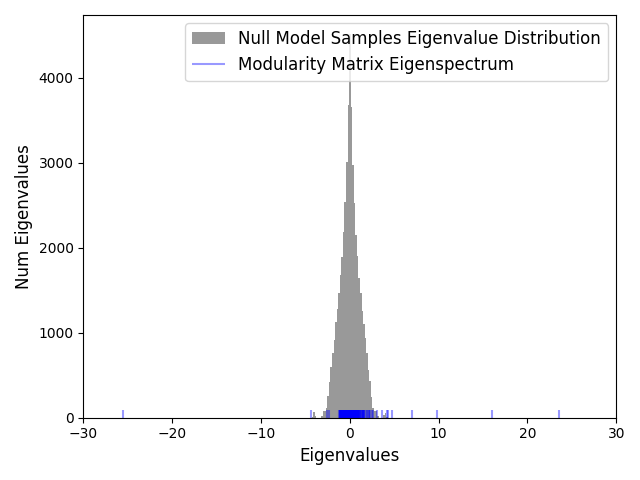 Null Model Samples Eigenvalue Distribution
Modularity Matrix Eigenspectrum
4000
3000
2000
1000
0
Num Eigenvalues
−30 −20 −10 0 10 20 30
Eigenvalues